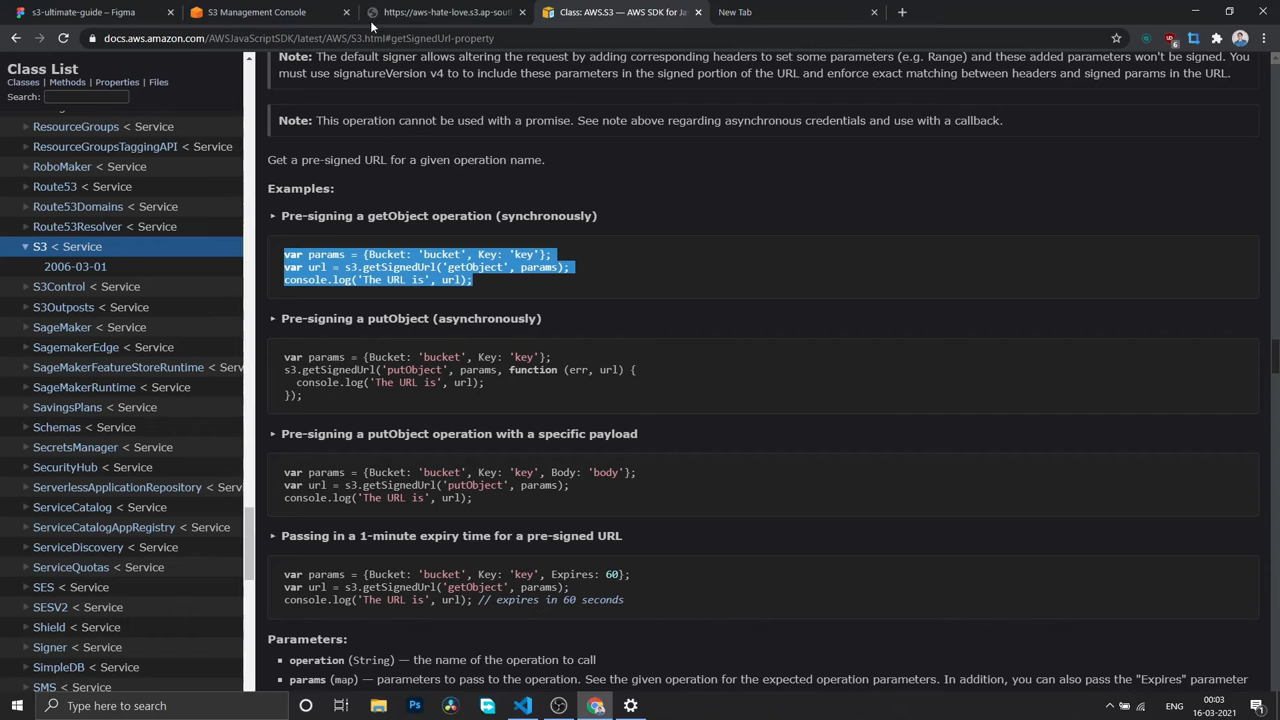 s3-ultimate-guide – Figma
S3 Management Console
https://aws-hate-love.s3.ap-sout
Class: AWS.S3 — AWS SDK for Ja
New Tab
docs.aws.amazon.com/AWSJavaScriptSDK/latest/AWS/S3.html#getSignedUrl-property
Class List
Classes | Methods | Properties | Files
Search:
ResourceGroups < Service
ResourceGroupsTaggingAPI < Service
RoboMaker < Service
Route53 < Service
Route53Domains < Service
Route53Resolver < Service
S3 < Service
2006-03-01
S3Control < Service
S3Outposts < Service
SageMaker < Service
SagemakerEdge < Service
SageMakerFeatureStoreRuntime < Service
SageMakerRuntime < Service
SavingsPlans < Service
Schemas < Service
SecretsManager < Service
SecurityHub < Service
ServerlessApplicationRepository < Serv
ServiceCatalog < Service
ServiceCatalogAppRegistry < Service
ServiceDiscovery < Service
ServiceQuotas < Service
SES < Service
SESV2 < Service
Shield < Service
Signer < Service
SimpleDB < Service
SMS < Service
Note: The default signer allows altering the request by adding corresponding headers to set some parameters (e.g. Range) and these added parameters won't be signed. You
must use signatureVersion v4 to to include these parameters in the signed portion of the URL and enforce exact matching between headers and signed params in the URL.
Note: This operation cannot be used with a promise. See note above regarding asynchronous credentials and use with a callback.
Get a pre-signed URL for a given operation name.
Examples:
Pre-signing a getObject operation (synchronously)
var params = {Bucket: 'bucket', Key: 'key'};
var url = s3.getSignedUrl('getObject', params);
console.log('The URL is', url);
Pre-signing a putObject (asynchronously)
var params = {Bucket: 'bucket', Key: 'key'};
s3.getSignedUrl('putObject', params, function (err, url) {
console.log('The URL is', url);
});
Pre-signing a putObject operation with a specific payload
var params = {Bucket: 'bucket', Key: 'key', Body: 'body'};
var url = s3.getSignedUrl('putObject', params);
console.log('The URL is', url);
Passing in a 1-minute expiry time for a pre-signed URL
var params = {Bucket: 'bucket', Key: 'key', Expires: 60};
var url = s3.getSignedUrl('getObject', params);
console.log('The URL is', url); // expires in 60 seconds
Parameters:
operation (String) — the name of the operation to call
params (map) — parameters to pass to the operation. See the given operation for the expected operation parameters. In addition, you can also pass the "Expires" parameter
Type here to search
00:03
16-03-2021